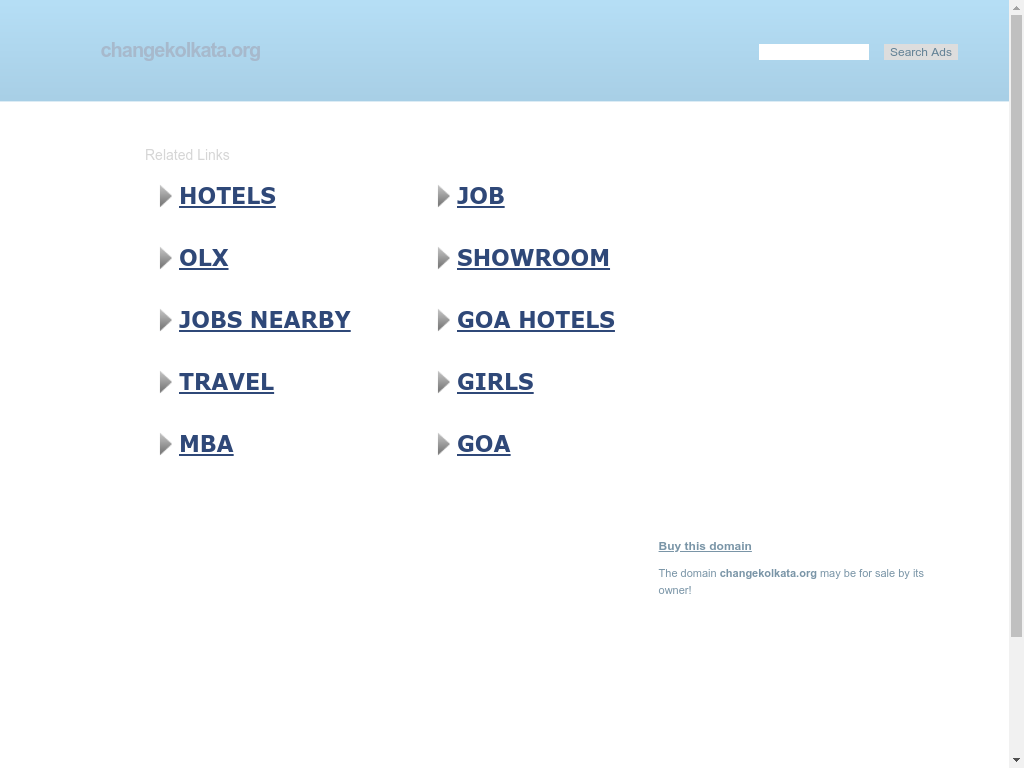 changekolkata.org
Search Ads
Related Links
HOTELS
JOB
OLX
SHOWROOM
JOBS NEARBY
GOA HOTELS
TRAVEL
GIRLS
MBA
GOA
Buy this domain
The domain changekolkata.org may be for sale by its
owner!